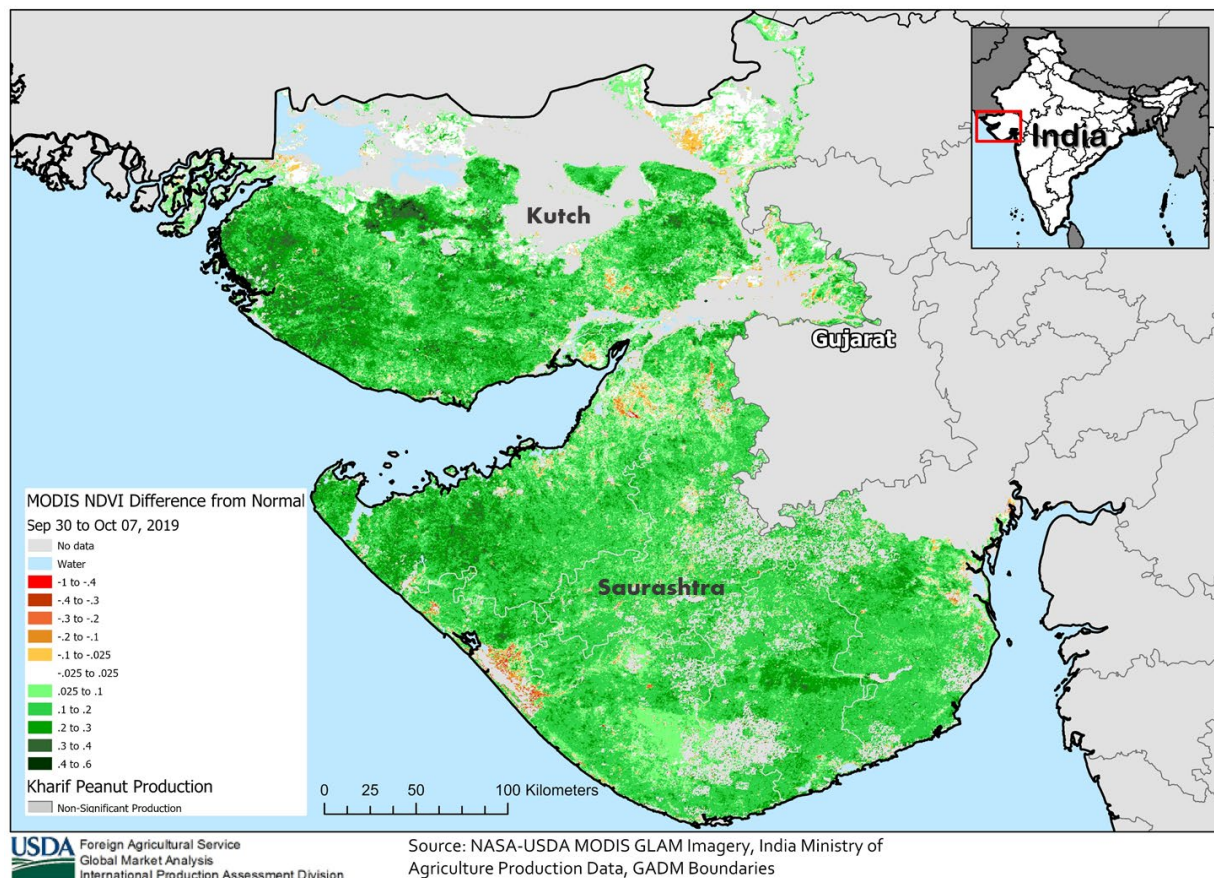 India
Kutch
Gujarat
Saurashtra
MODIS NDVI Difference from Normal
Sep 30 to Oct 07, 2019
No data
Water
-1 to -.4
-.4 to -.3
-.3 to -.2
-.2 to -.1
-.1 to -.025
-.025 to .025
.025 to .1
.1 to .2
.2 to .3
.3 to .4
.4 to .6
Kharif Peanut Production
Non-Significant Production
0 25 50 100 Kilometers
USDA
Foreign Agricultural Service
Global Market Analysis
International Production Assessment Division
Source: NASA-USDA MODIS GLAM Imagery, India Ministry of
Agriculture Production Data, GADM Boundaries